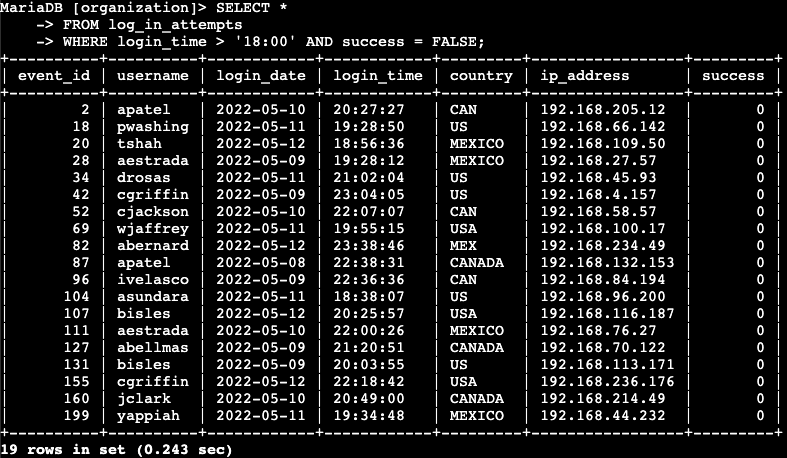 MariaDB [organization]> SELECT *
    -> FROM log_in_attempts
    -> WHERE login_time > '18:00' AND success = FALSE;
+----------+----------+------------+------------+---------+-----------------+---------+
| event_id | username | login_date | login_time | country | ip_address      | success |
+----------+----------+------------+------------+---------+-----------------+---------+
|        2 | apatel   | 2022-05-10 | 20:27:27   | CAN     | 192.168.205.12  |       0 |
|       18 | pwashing | 2022-05-11 | 19:28:50   | US      | 192.168.66.142  |       0 |
|       20 | tshah    | 2022-05-12 | 18:56:36   | MEXICO  | 192.168.109.50  |       0 |
|       28 | aestrada | 2022-05-09 | 19:28:12   | MEXICO  | 192.168.27.57   |       0 |
|       34 | drosas   | 2022-05-11 | 21:02:04   | US      | 192.168.45.93   |       0 |
|       42 | cgriffin | 2022-05-09 | 23:04:05   | US      | 192.168.4.157   |       0 |
|       52 | cjackson | 2022-05-10 | 22:07:07   | CAN     | 192.168.58.57   |       0 |
|       69 | wjaffrey | 2022-05-11 | 19:55:15   | USA     | 192.168.100.17  |       0 |
|       82 | abernard | 2022-05-12 | 23:38:46   | MEX     | 192.168.234.49  |       0 |
|       87 | apatel   | 2022-05-08 | 22:38:31   | CANADA  | 192.168.132.153 |       0 |
|       96 | ivelasco | 2022-05-09 | 22:36:36   | CAN     | 192.168.84.194  |       0 |
|      104 | asundara | 2022-05-11 | 18:38:07   | US      | 192.168.96.200  |       0 |
|      107 | bisles   | 2022-05-12 | 20:25:57   | USA     | 192.168.116.187 |       0 |
|      111 | aestrada | 2022-05-10 | 22:00:26   | MEXICO  | 192.168.76.27   |       0 |
|      127 | abellmas | 2022-05-09 | 21:20:51   | CANADA  | 192.168.70.122  |       0 |
|      131 | bisles   | 2022-05-09 | 20:03:55   | US      | 192.168.113.171 |       0 |
|      155 | cgriffin | 2022-05-12 | 22:18:42   | USA     | 192.168.236.176 |       0 |
|      160 | jclark   | 2022-05-10 | 20:49:00   | CANADA  | 192.168.214.49  |       0 |
|      199 | yappiah  | 2022-05-11 | 19:34:48   | MEXICO  | 192.168.44.232  |       0 |
+----------+----------+------------+------------+---------+-----------------+---------+
19 rows in set (0.243 sec)